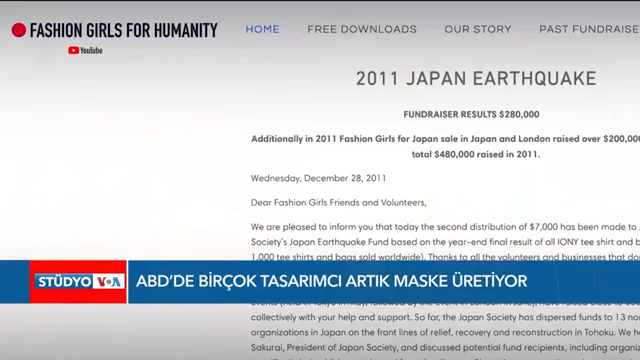 FASHION GIRLS FOR HUMANITY
YouTube
HOME FREE DOWNLOADS OUR STORY PAST FUNDRAISE
2011 JAPAN EARTHQUAKE
FUNDRAISER RESULTS $280,000
Additionally in 2011 Fashion Girls for Japan sale in Japan and London raised over $200,000
total $480,000 raised in 2011.
Wednesday, December 28, 2011
Dear Fashion Girls Friends and Volunteers,
We are pleased to inform you that today the second distribution of $7,000 has been made to J
Society's Japan Earthquake Fund based on the year-end final result of all IONY tee shirt and b
1,000 tee shirts and bags sold worldwide). Thanks to all the volunteers and businesses that do
STÜDYO VOA
ABD'DE BİRÇOK TASARIMCI ARTIK MASKE ÜRETİYOR
collectively with your help and support. So far, the Japan Society has dispersed funds to 13 no
organizations in Japan on the front lines of relief, recovery and reconstruction in Tohoku. We h
Sakurai, President of Japan Society, and discussed potential fund recipients, including organiz